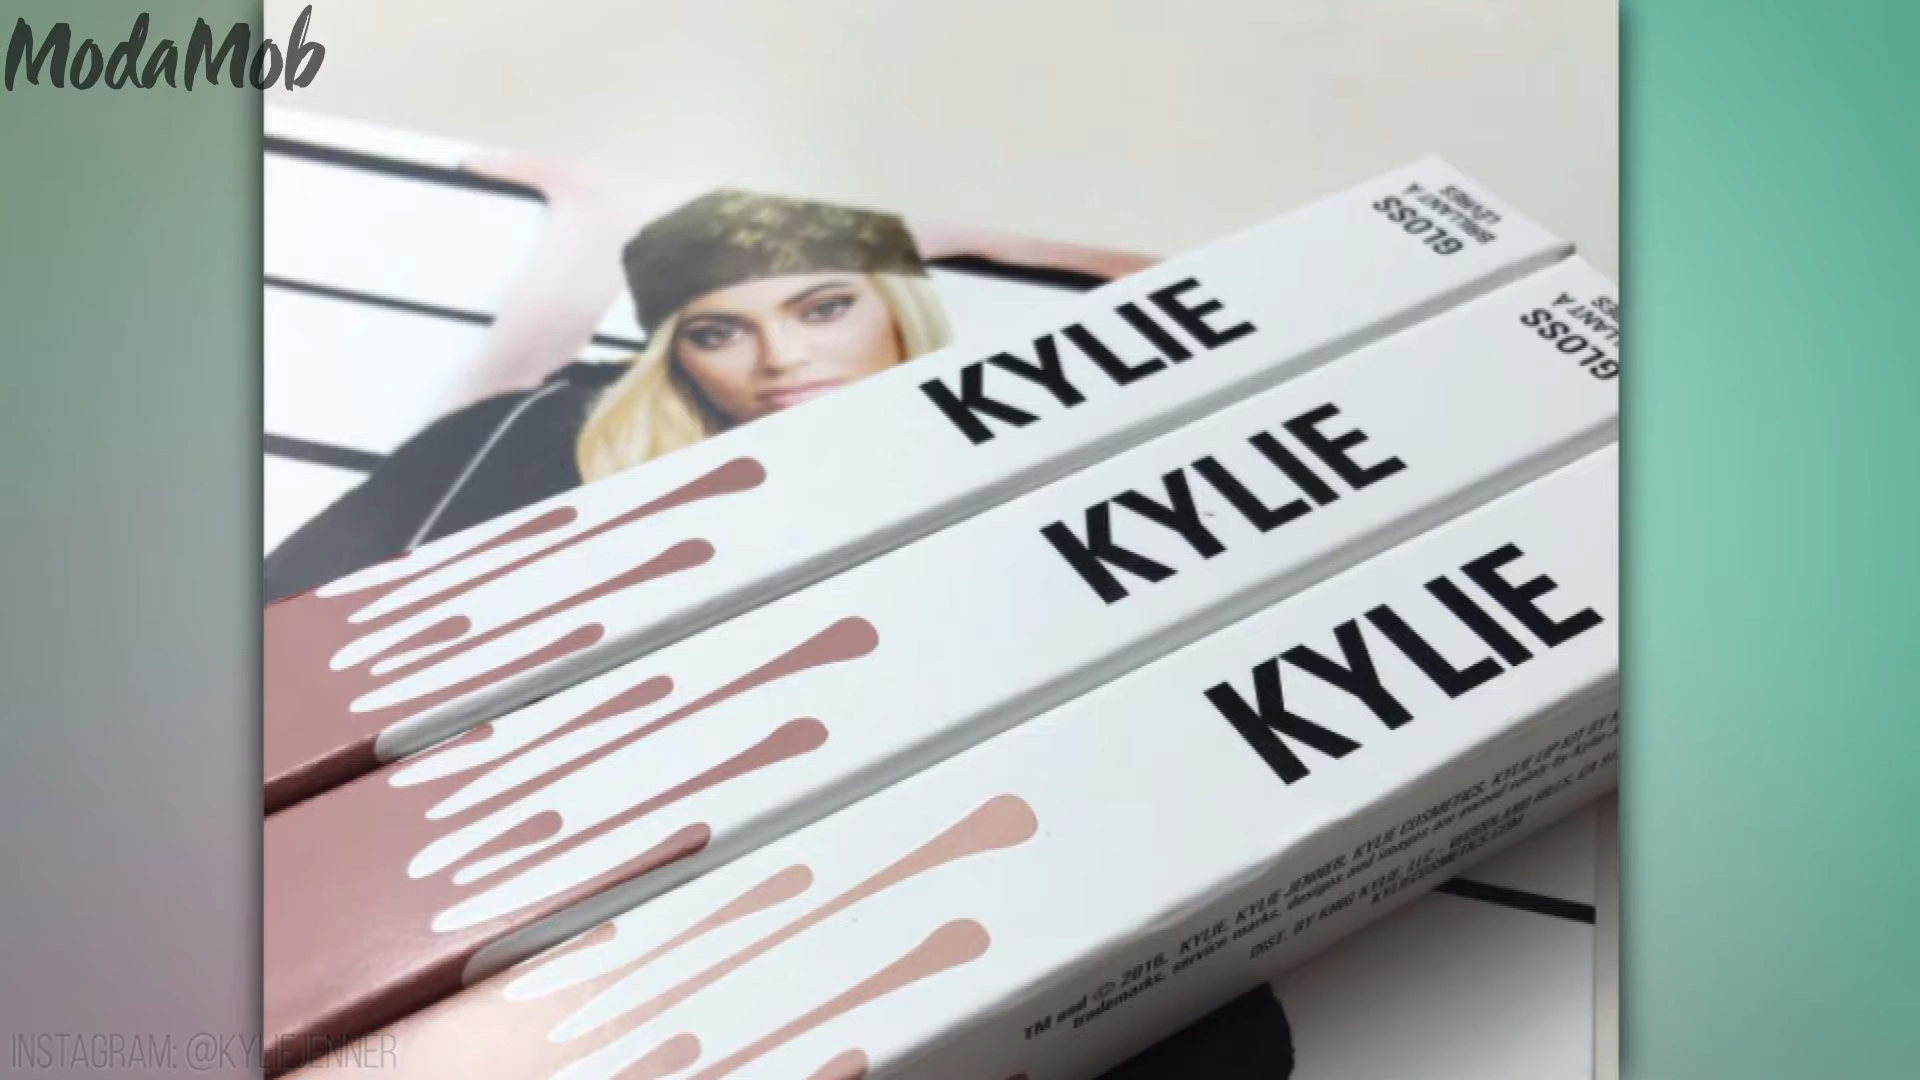 ModaMob
GLOSS
BRILLANT A
LÈVRES
KYLIE
GLOSS
KYLIE
KYLIE
TM and © 2016. KYLIE, KYLIE JENNER, KYLIE COSMETICS, KYLIE LIP KIT BY
trademarks, service marks, designs and images are owned solely by Kylie
DIST. BY KING KYLIE, LLC - WOODLAND HILLS, CA
KYLIECOSMETICS.COM
INSTAGRAM: @KYLIEJENNER